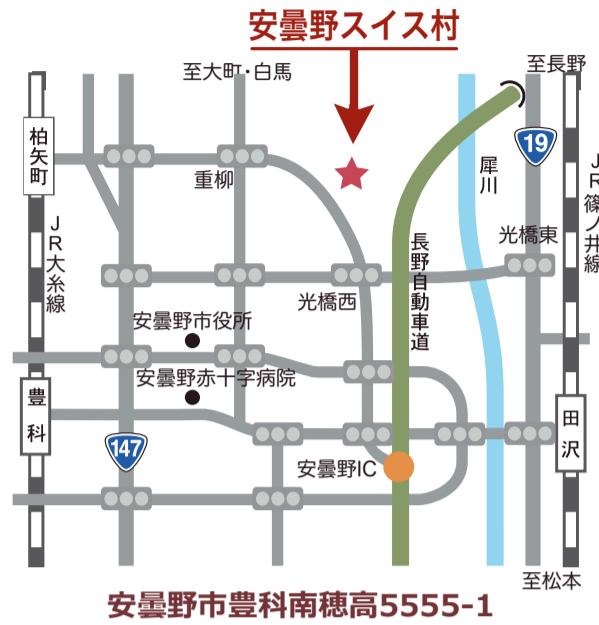 安曇野スイス村
至大町・白馬
至長野
柏矢町
19
JR篠ノ井線
重柳
犀川
JR大糸線
長野自動車道
光橋東
光橋西
安曇野市役所
安曇野赤十字病院
豊科
田沢
147
安曇野IC
至松本
安曇野市豊科南穂高5555-1